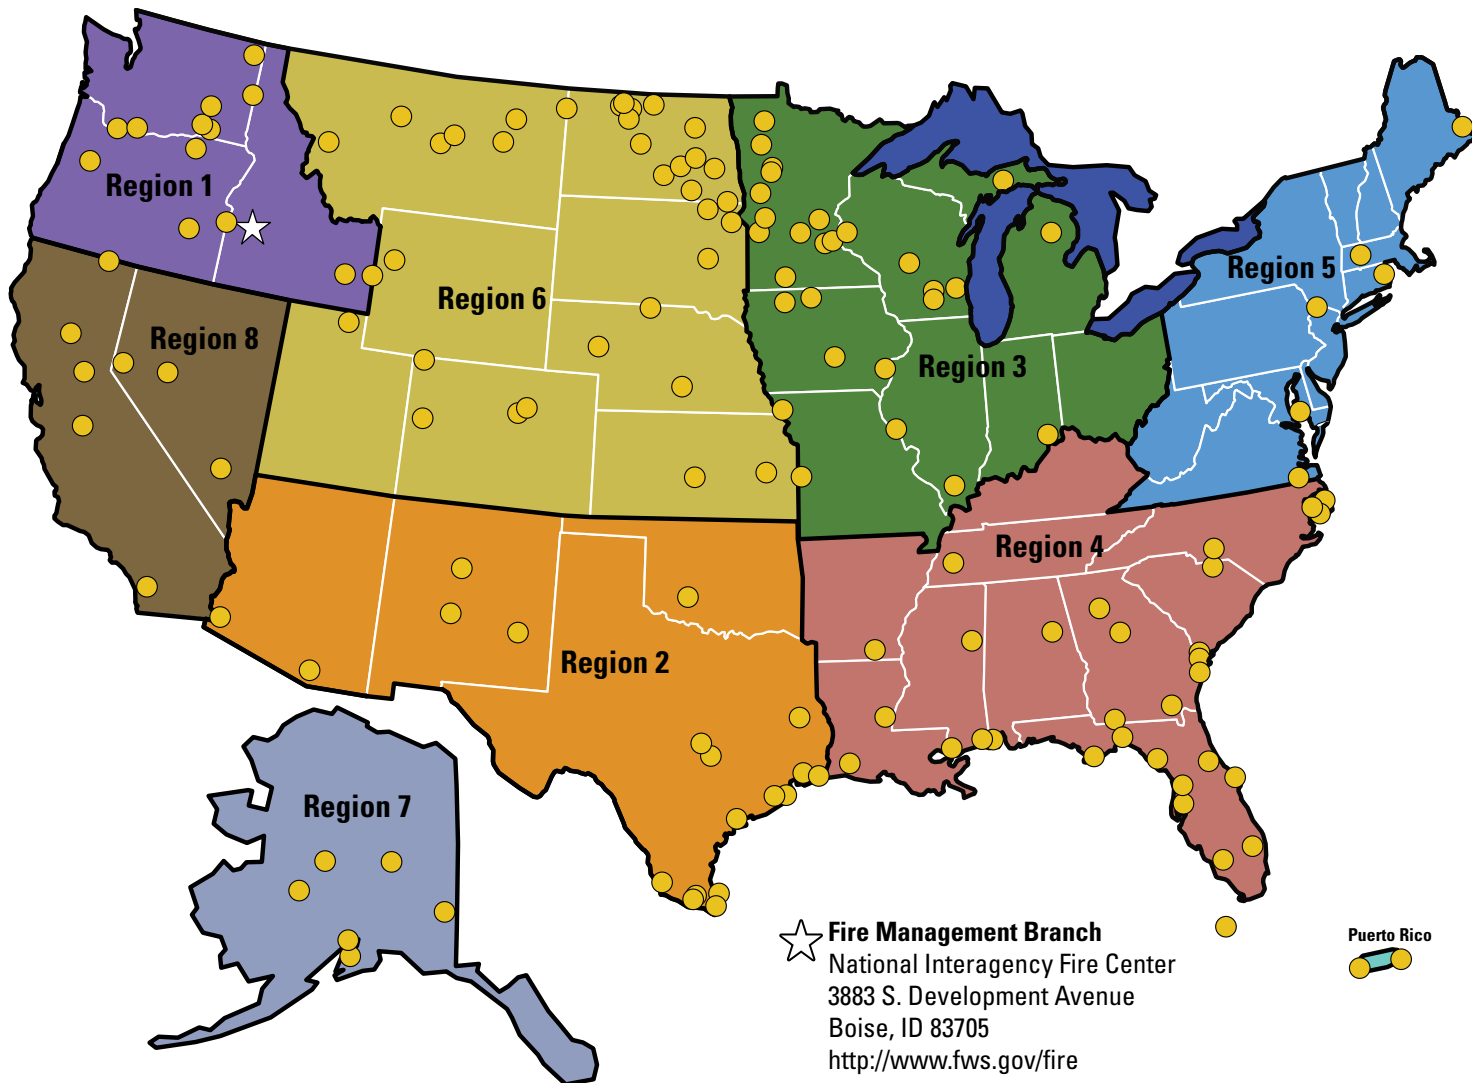 Region 1
Region 5
Region 6
Region 8
Region 3
Region 4
Region 2
Region 7
Fire Management Branch
National Interagency Fire Center
3883 S. Development Avenue
Boise, ID 83705
http://www.fws.gov/fire
Puerto Rico